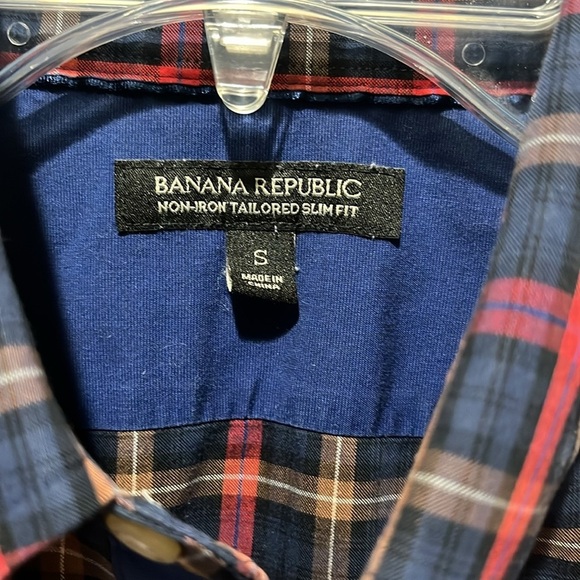 BANANA REPUBLIC
NON-IRON TAILORED SLIM FIT
S
MADE IN
CHINA